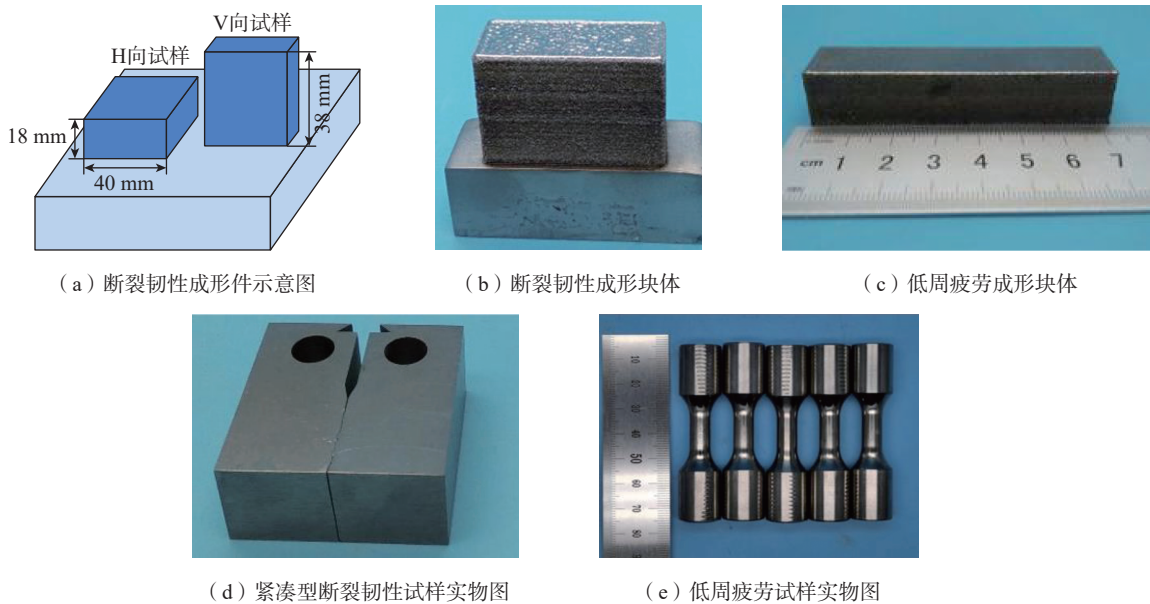 V向试样
H向试样
18 mm
38 mm
40 mm
（a）断裂韧性成形件示意图
（b）断裂韧性成形块体
cm 1 2 3 4 5 6 7
（c）低周疲劳成形块体
（d）紧凑型断裂韧性试样实物图
10
20
40
50
60
70
80
（e）低周疲劳试样实物图